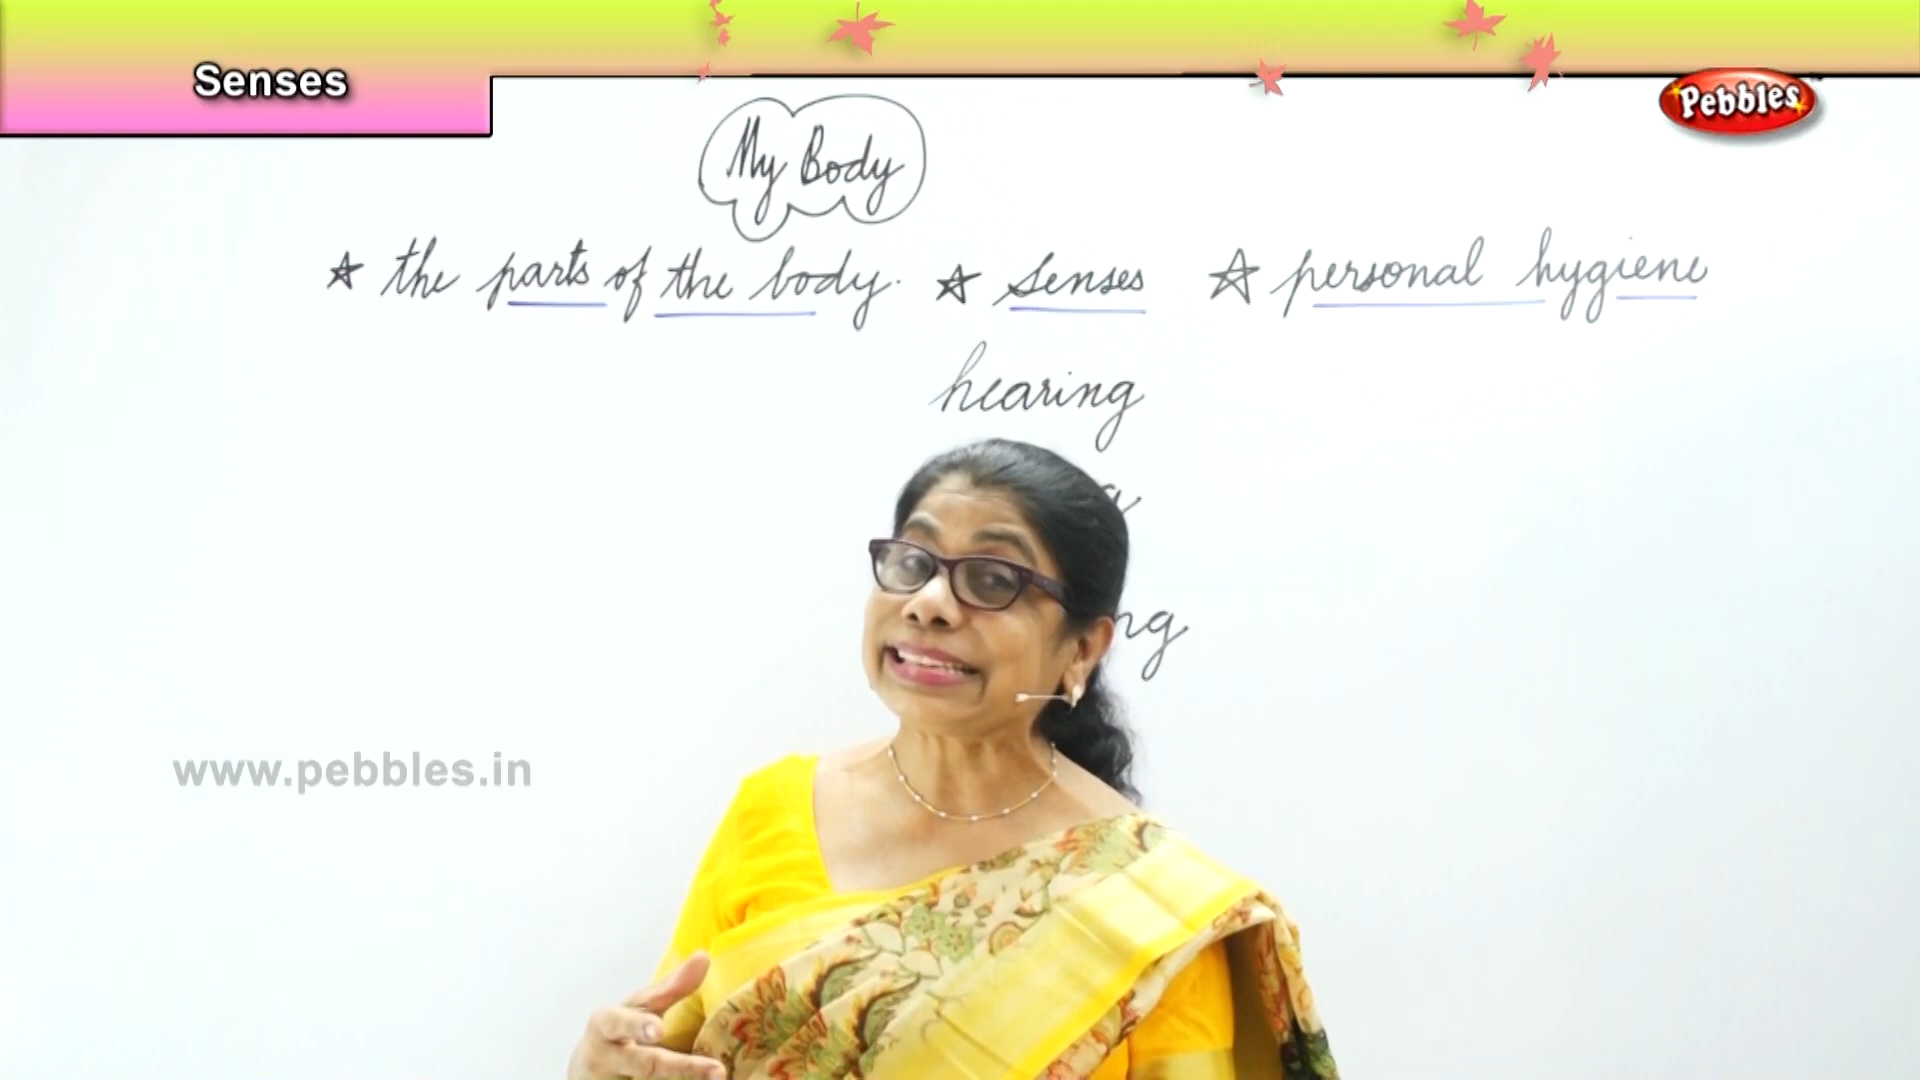 Senses
Pebbles
My Body
☆ the parts of the body. ☆ Senses ☆ personal hygiene
hearing
www.pebbles.in